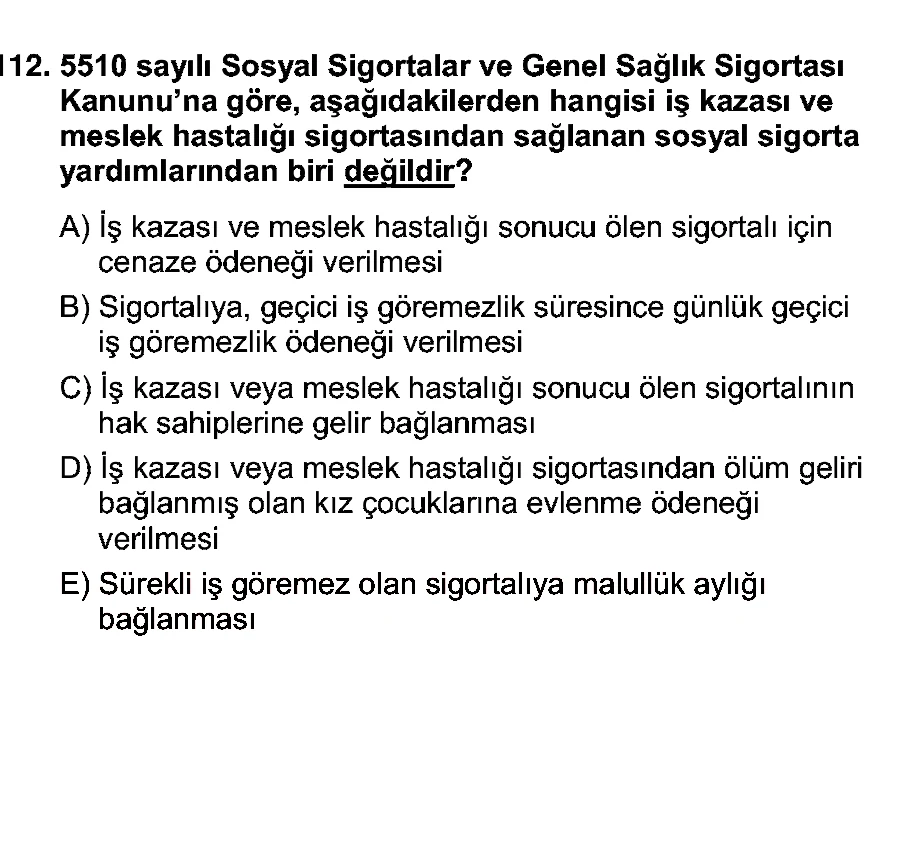 112. 5510 sayılı Sosyal Sigortalar ve Genel Sağlık Sigortası
Kanunu’na göre, aşağıdakilerden hangisi iş kazası ve
meslek hastalığı sigortasından sağlanan sosyal sigorta
yardımlarından biri değildir?
A) İş kazası ve meslek hastalığı sonucu ölen sigortalı için
cenaze ödeneği verilmesi
B) Sigortalıya, geçici iş göremezlik süresince günlük geçici
iş göremezlik ödeneği verilmesi
C) İş kazası veya meslek hastalığı sonucu ölen sigortalının
hak sahiplerine gelir bağlanması
D) İş kazası veya meslek hastalığı sigortasından ölüm geliri
bağlanmış olan kız çocuklarına evlenme ödeneği
verilmesi
E) Sürekli iş göremez olan sigortalıya malullük aylığı
bağlanması